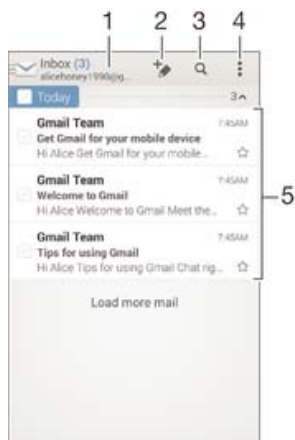 1 2 3 4
Inbox (3)
alicehoney1990@g...
Today 3
Gmail Team 7:45AM
Get Gmail for your mobile device
Hi Alice Get Gmail for your mobile...
Gmail Team 7:45AM
Welcome to Gmail
Hi Alice Welcome to Gmail Meet the...
5
Gmail Team 7:45AM
Tips for using Gmail
Hi Alice Tips for using Gmail Chat rig...
Load more mail